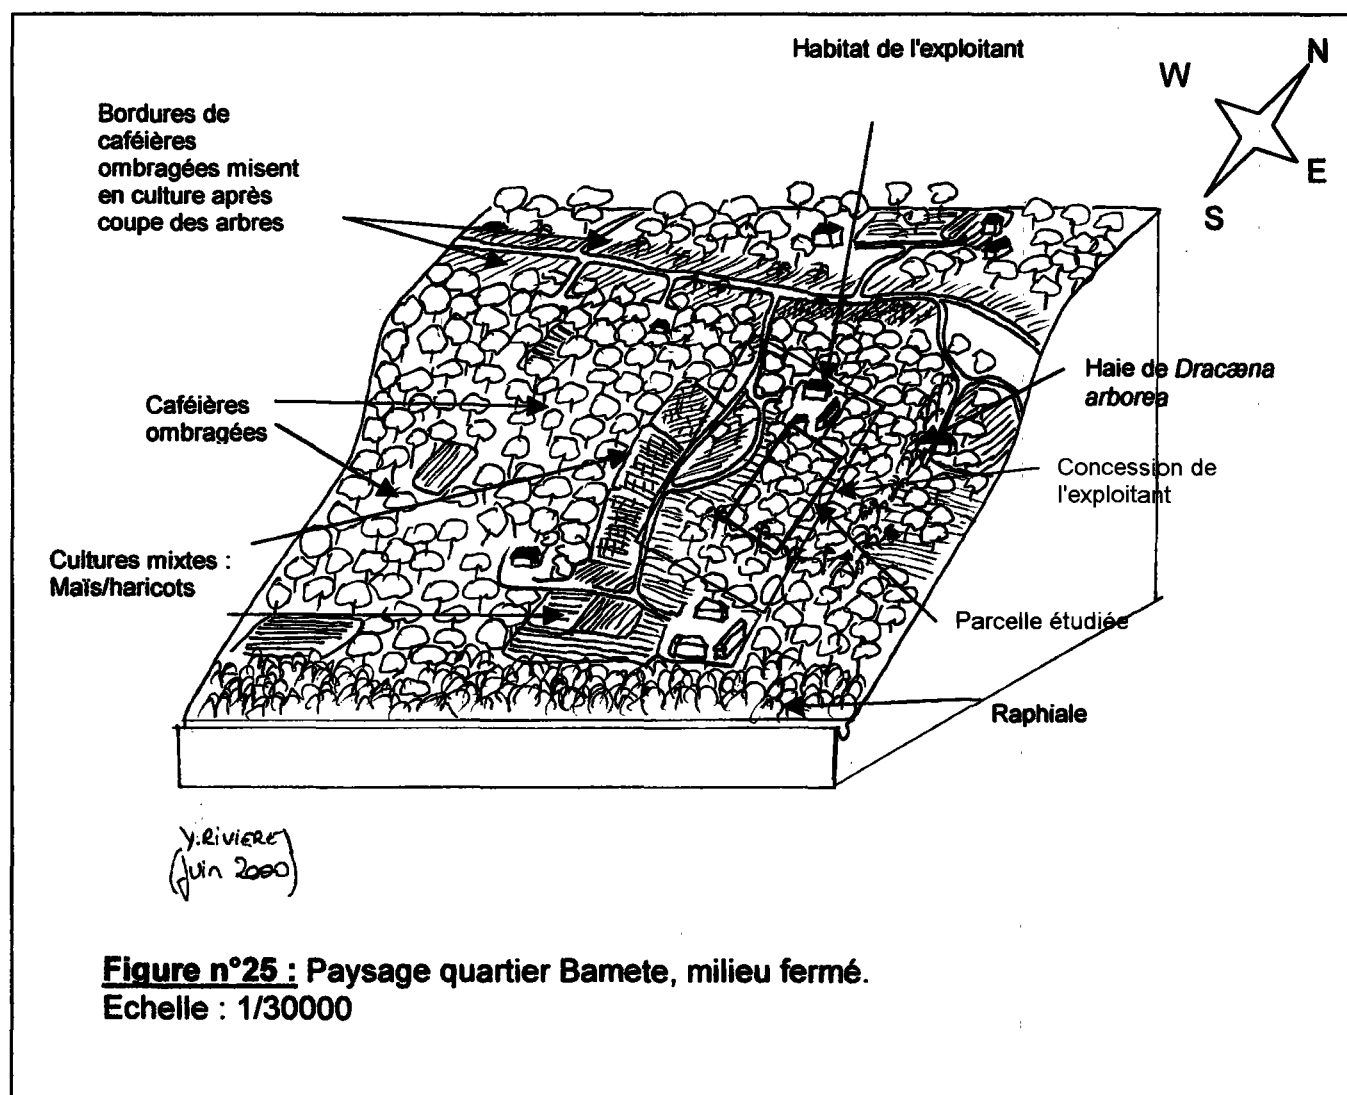 Habitat de l'exploitant
N
W
E
S
Bordures de
caféières
ombragées misent
en culture après
coupe des arbres
Caféières
ombragées
Haie de Dracæna
arborea
Concession de
l'exploitant
Cultures mixtes :
Maïs/haricots
Parcelle étudiée
Raphiale
Y.RIVIERE
(Juin 2000)
Figure n°25 : Paysage quartier Bamete, milieu fermé.
Echelle : 1/30000